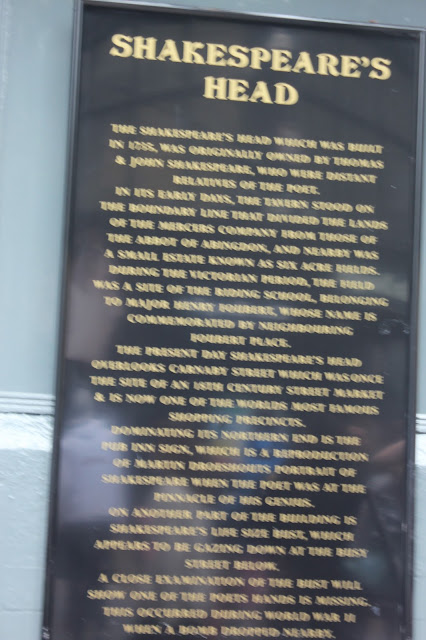 SHAKESPEARE'S
HEAD
THE SHAKESPEARE'S HEAD WHICH WAS BUILT
IN 1735, WAS ORIGINALLY OWNED BY THOMAS
& JOHN SHAKESPEARE, WHO WERE DISTANT
RELATIVES OF THE POET.
IN ITS EARLY DAYS, THE TAVERN STOOD ON
THE BOUNDARY LINE THAT DIVIDED THE LANDS
OF THE MERCERS COMPANY FROM THOSE OF
THE ABBOT OF ABINGDON, AND NEARBY WAS
A SMALL ESTATE KNOWN AS SIX ACRE FIELDS.
DURING THE VICTORIAN PERIOD, THE FIELD
WAS A SITE OF THE RIDING SCHOOL, BELONGING
TO MAJOR HENRY FOUBERT, WHOSE NAME IS
COMMEMORATED BY NEIGHBOURING
FOUBERT PLACE.
THE PRESENT DAY SHAKESPEARE'S HEAD
OVERLOOKS CARNABY STREET WHICH WAS ONCE
THE SITE OF AN 18TH CENTURY STREET MARKET
& IS NOW ONE OF THE WORLDS MOST FAMOUS
SHOPPING PRECINCTS.
DOMINATING ITS NORTHERN END IS THE
PUB INN SIGN, WHICH IS A REPRODUCTION
OF MARTIN DROESHOUTS PORTRAIT OF
SHAKESPEARE WHEN THE POET WAS AT THE
PINNACLE OF HIS GENIUS.
ON ANOTHER PART OF THE BUILDING IS
SHAKESPEARE'S LIFE SIZE BUST, WHICH
APPEARS TO BE GAZING DOWN AT THE BUSY
STREET BELOW.
A CLOSE EXAMINATION OF THE BUST WILL
SHOW ONE OF THE POETS HANDS IS MISSING.
THIS OCCURRED DURING WORLD WAR II
WHEN A BOMB DROPPED NEARBY.